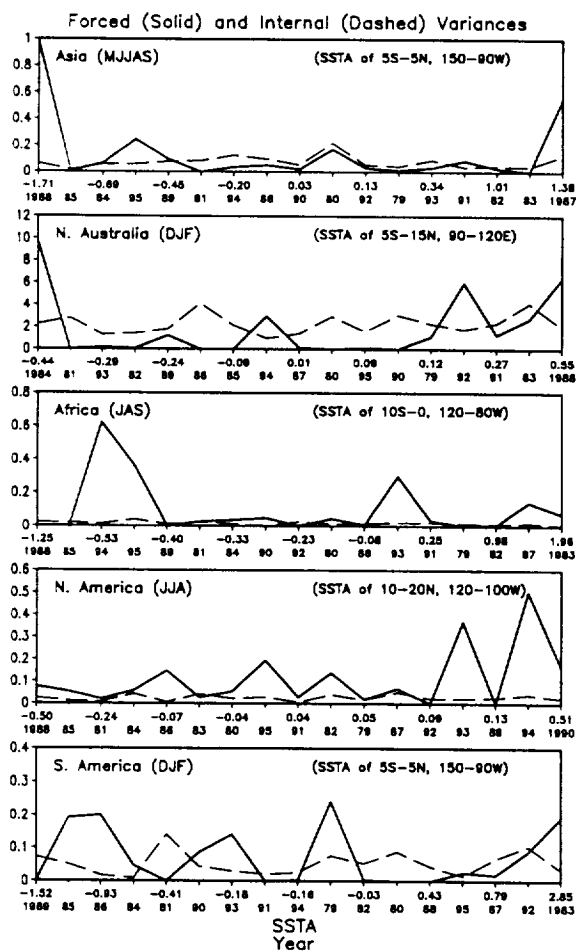 Forced (Solid) and Internal (Dashed) Variances
Asia (MJJAS) (SSTA of 5S-5N, 150-90W)
1
0.8
0.6
0.4
0.2
0
-1.71 -0.69 -0.48 -0.20 0.03 0.13 0.34 1.01 1.38
1988 85 84 95 89 81 94 86 90 80 92 79 93 91 82 83 1987
N. Australia (DJF) (SSTA of 5S-15N, 90-120E)
12
10
8
6
4
2
0
-0.44 -0.29 -0.24 -0.09 0.01 0.09 0.12 0.27 0.55
1984 81 93 82 89 86 85 94 87 80 95 90 79 92 91 83 1988
Africa (JAS) (SSTA of 10S-0, 120-80W)
0.8
0.6
0.4
0.2
0
-1.25 -0.53 -0.40 -0.33 -0.23 -0.08 0.25 0.98 1.96
1988 85 94 95 89 81 84 90 92 80 86 93 91 79 82 87 1983
N. America (JJA) (SSTA of 10-20N, 120-100W)
0.6
0.5
0.4
0.3
0.2
0.1
0
-0.50 -0.24 -0.07 -0.04 0.04 0.05 0.09 0.13 0.51
1988 85 81 84 86 83 80 95 91 82 79 87 92 93 94 1990
S. America (DJF) (SSTA of 5S-5N, 150-90W)
0.4
0.3
0.2
0.1
0
-1.52 -0.93 -0.41 -0.18 -0.16 -0.03 0.43 0.79 2.85
1989 85 86 84 81 90 93 91 94 79 82 80 88 95 87 92 1983
SSTA
Year